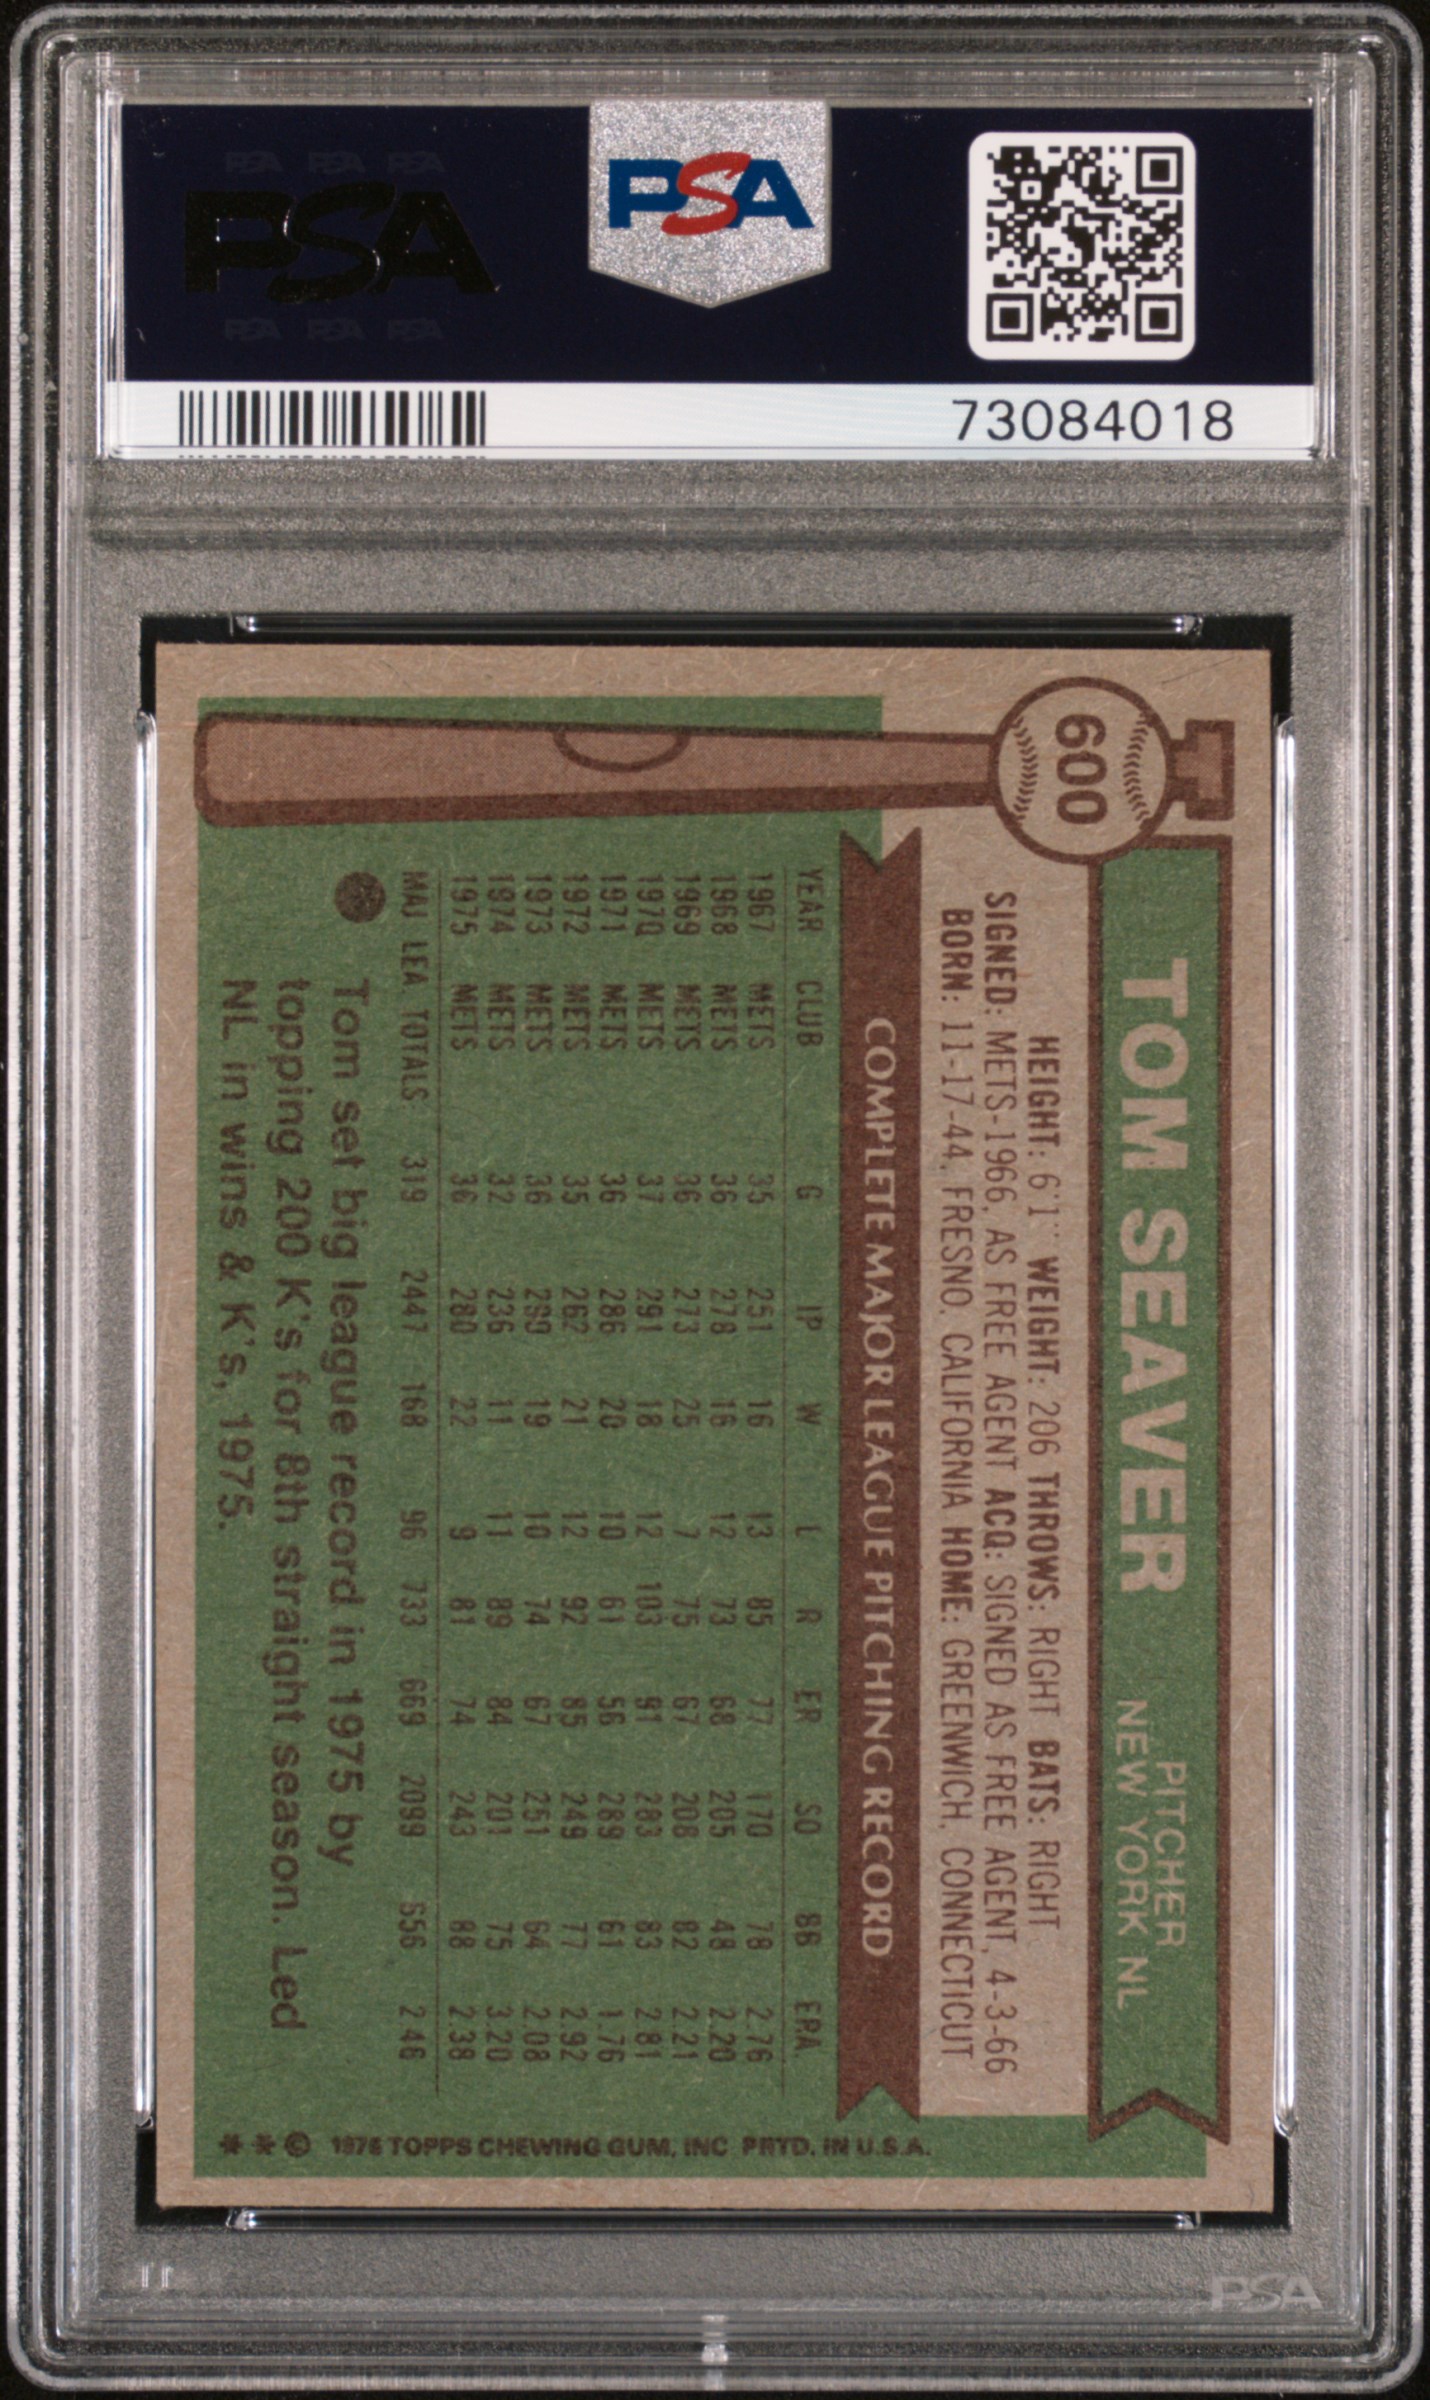 PSA PSA PSA
PSA
PSA PSA PSA
PSA
73084018
600
TOM SEAVER
PITCHER
NEW YORK NL
HEIGHT: 6'1" WEIGHT: 206 THROWS: RIGHT BATS: RIGHT
SIGNED: METS-1966, AS FREE AGENT ACQ: SIGNED AS FREE AGENT, 4-3-66
BORN: 11-17-44, FRESNO, CALIFORNIA HOME: GREENWICH, CONNECTICUT
COMPLETE MAJOR LEAGUE PITCHING RECORD
YEAR CLUB G IP W L R ER SO BB ERA
1967 METS 35 251 16 13 85 77 170 78 2.76
1968 METS 36 278 16 12 73 68 205 48 2.20
1969 METS 36 273 25 7 75 67 208 82 2.21
1970 METS 37 291 18 12 103 91 283 83 2.81
1971 METS 36 286 20 10 61 56 289 61 1.76
1972 METS 35 262 21 12 92 85 249 77 2.92
1973 METS 36 290 19 10 74 67 251 64 2.08
1974 METS 32 236 11 11 89 84 201 75 3.20
1975 METS 36 280 22 9 81 74 243 88 2.38
MAJ LEA TOTALS 319 2447 168 96 733 669 2099 656 2.46
Tom set big league record in 1975 by
topping 200 K's for 8th straight season. Led
NL in wins & K's, 1975.
**© 1976 TOPPS CHEWING GUM, INC PRTD. IN U.S.A.
PSA